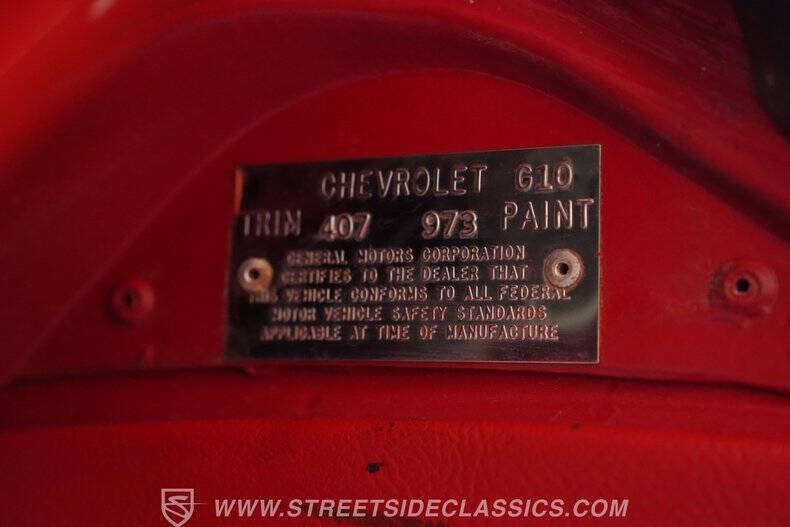 CHEVROLET G10
TRIM 407 973 PAINT
GENERAL MOTORS CORPORATION
CERTIFIES TO THE DEALER THAT
THIS VEHICLE CONFORMS TO ALL FEDERAL
MOTOR VEHICLE SAFETY STANDARDS
APPLICABLE AT TIME OF MANUFACTURE
WWW.STREETSIDECLASSICS.COM